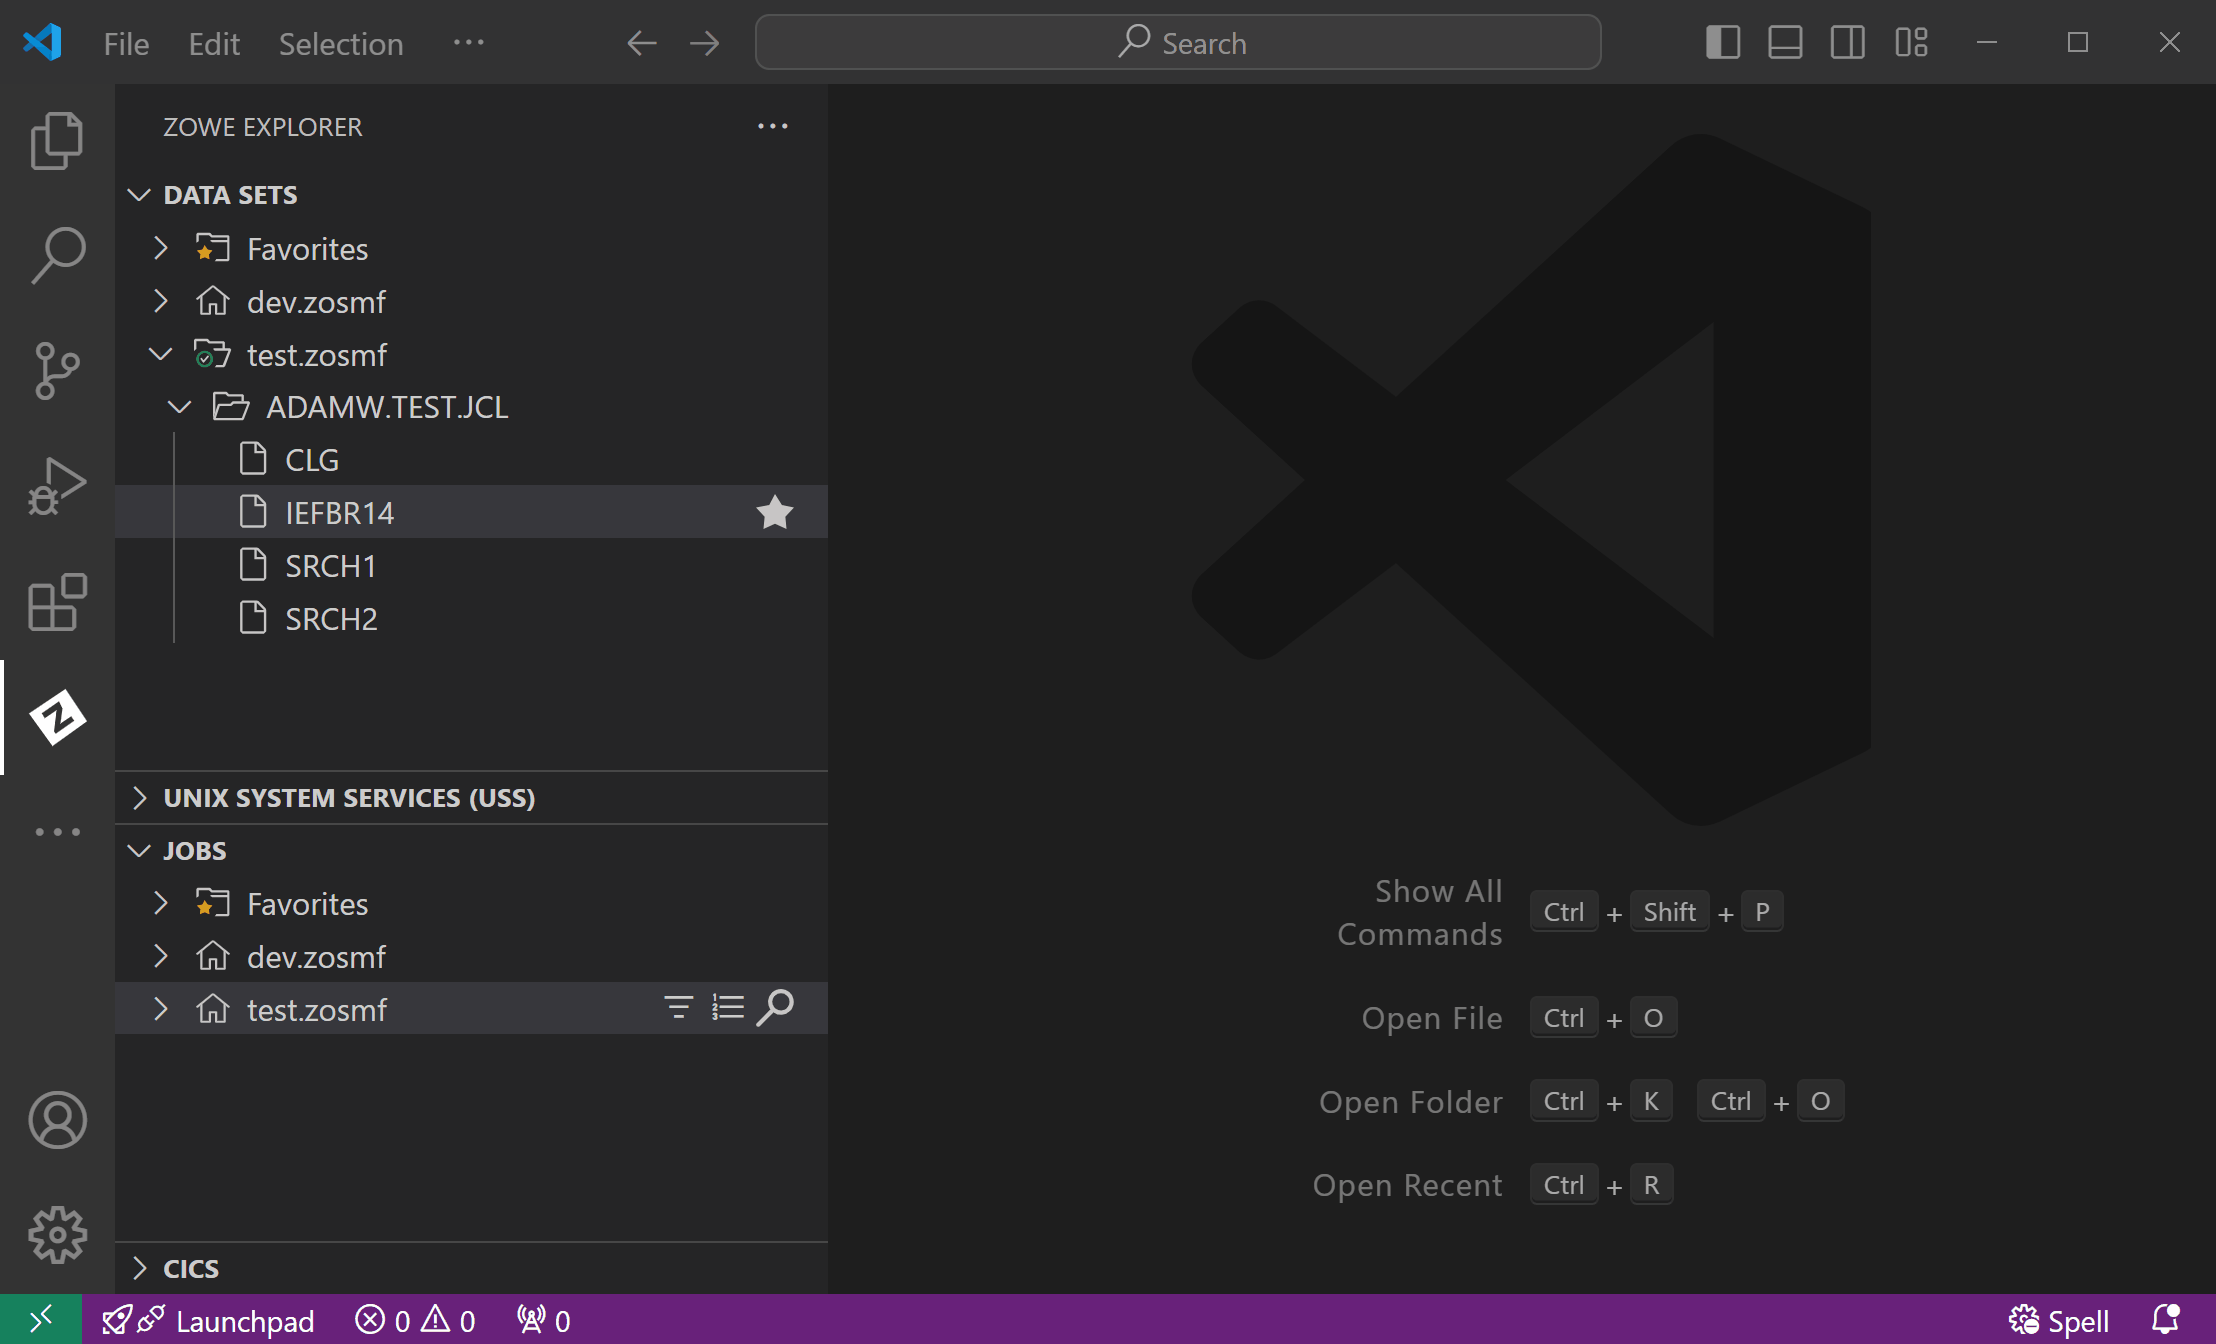 File Edit Selection ··· Search
ZOWE EXPLORER ···
DATA SETS
Favorites
dev.zosmf
test.zosmf
ADAMW.TEST.JCL
CLG
IEFBR14
SRCH1
SRCH2
UNIX SYSTEM SERVICES (USS)
JOBS
Favorites
dev.zosmf
test.zosmf
CICS
Show All
Commands
Ctrl + Shift + P
Open File Ctrl + O
Open Folder Ctrl + K Ctrl + O
Open Recent Ctrl + R
Launchpad 0 0 0 Spell